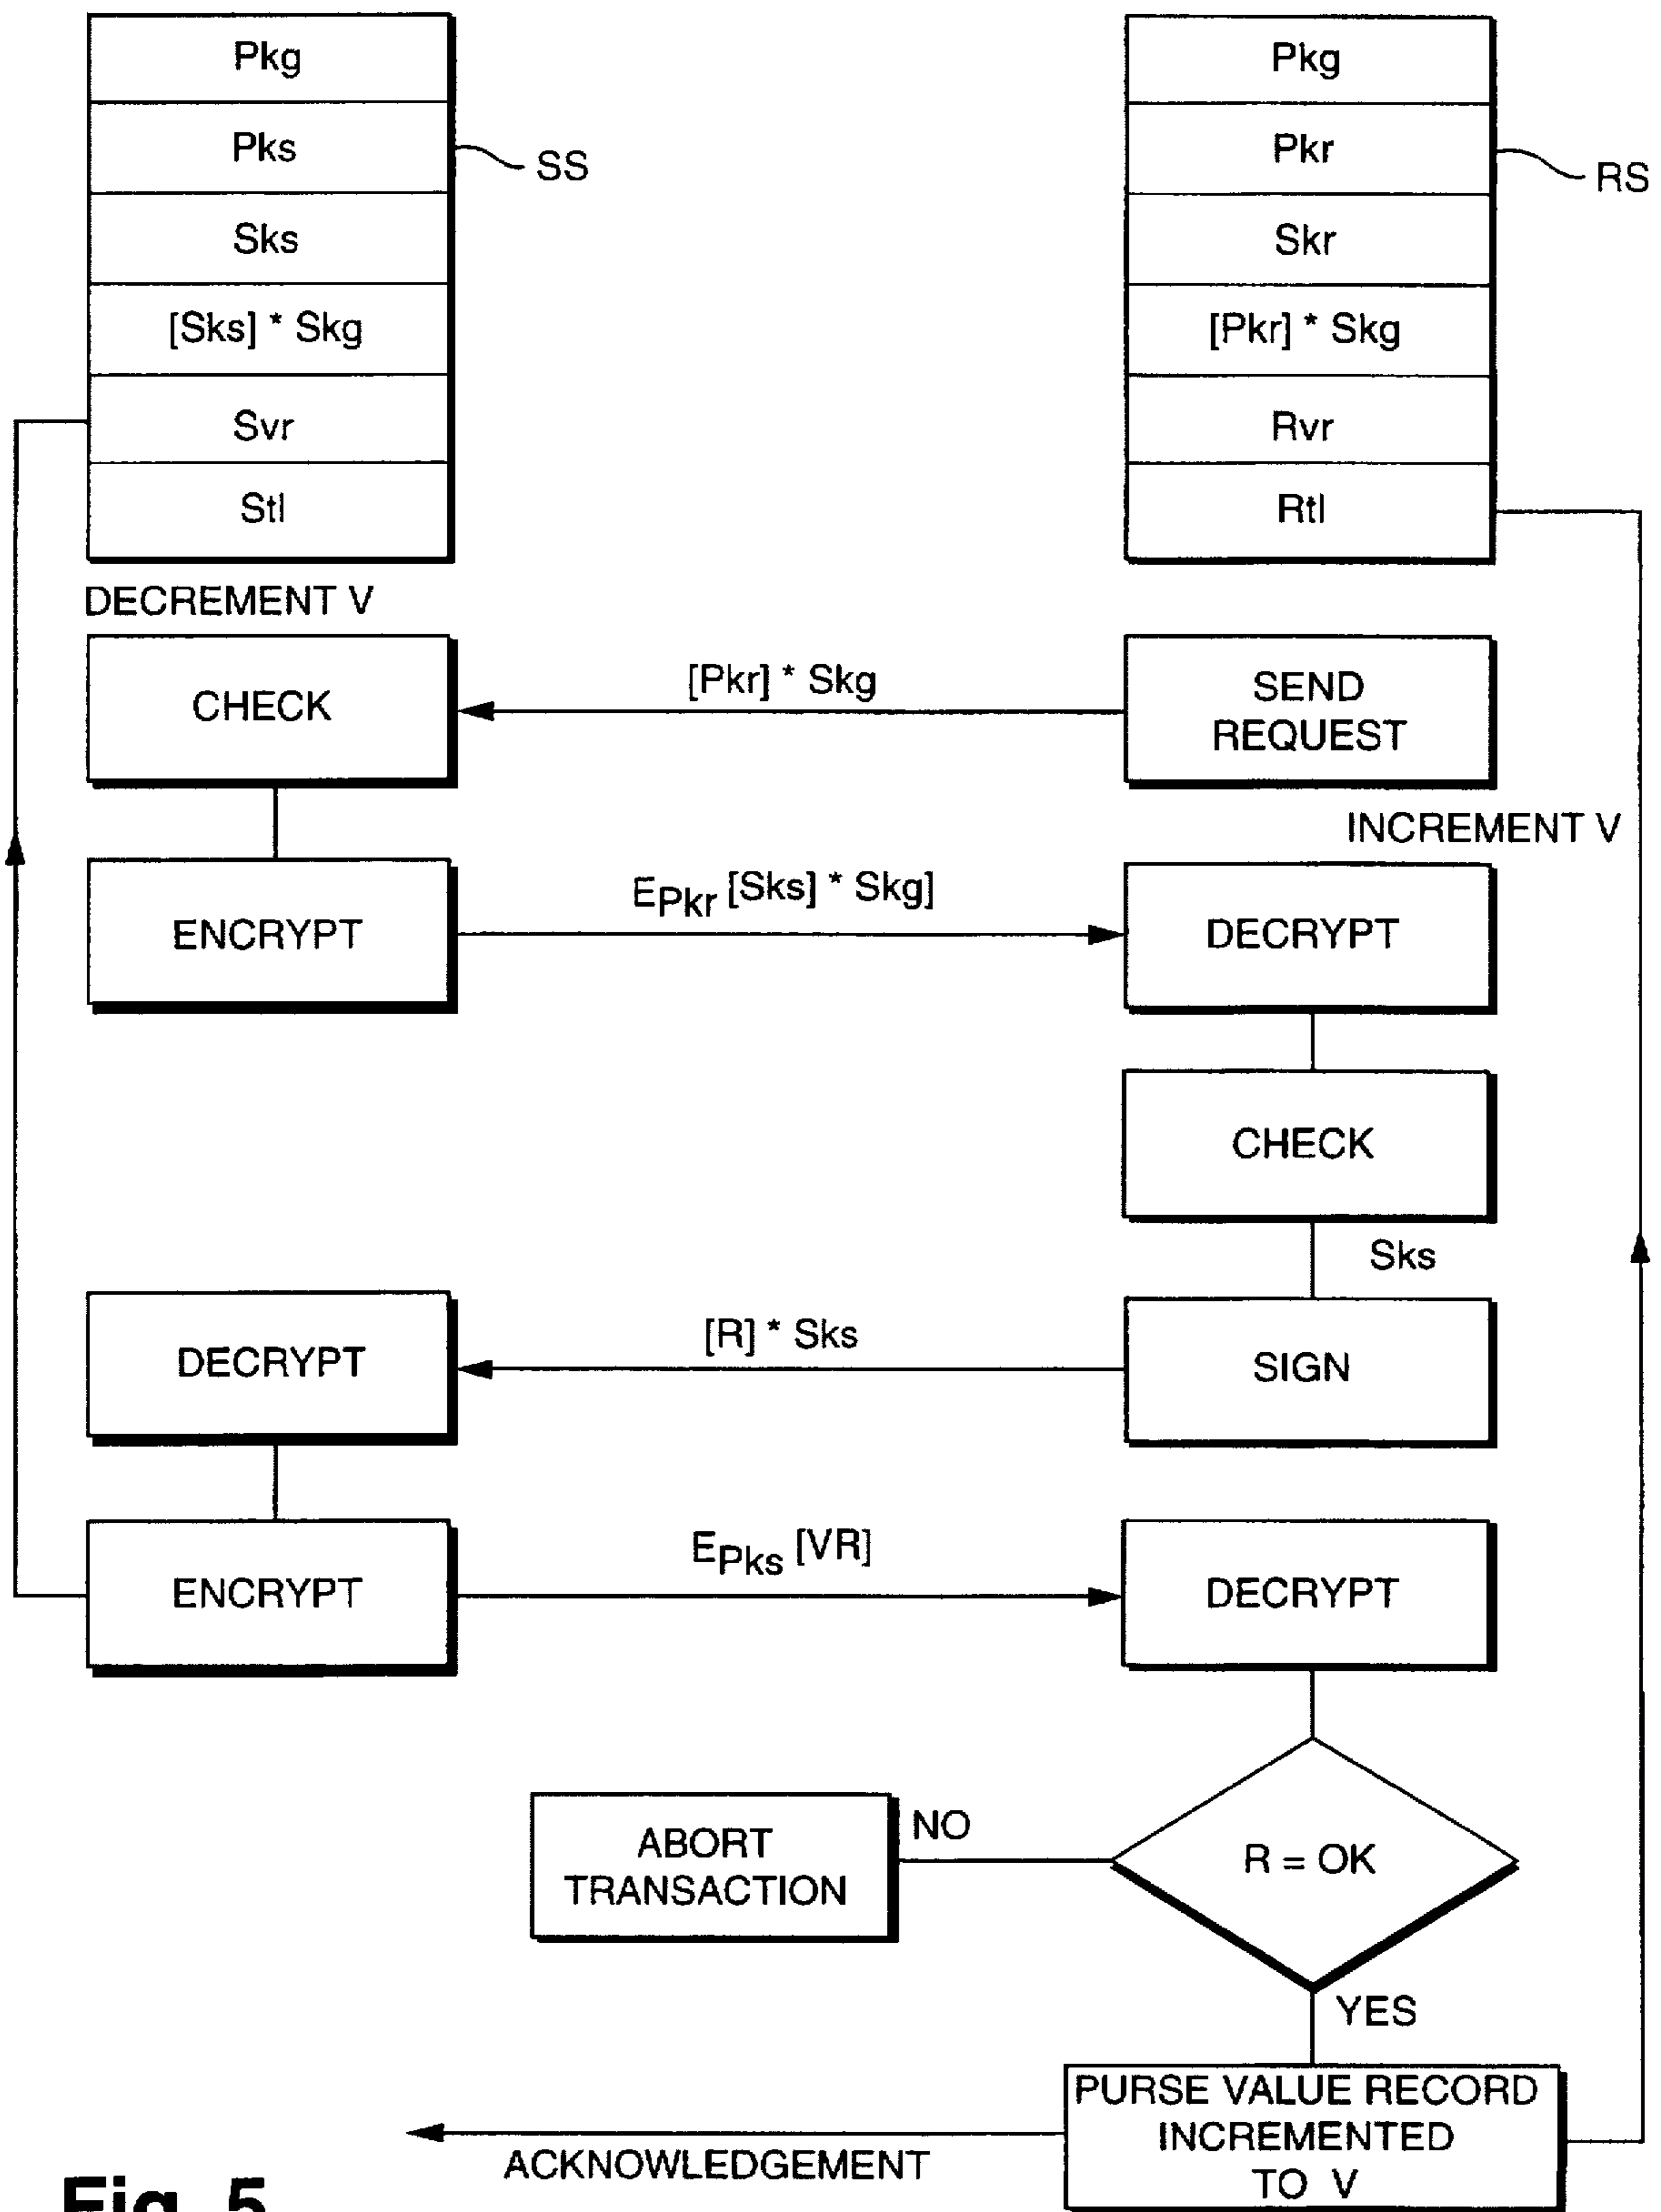 Pkg
Pks
SS
Sks
[Sks] * Skg
Svr
Stl
Pkg
Pkr
RS
Skr
[Pkr] * Skg
Rvr
Rtl
DECREMENT V
CHECK
[Pkr] * Skg
SEND
REQUEST
INCREMENT V
ENCRYPT
EPkr [Sks] * Skg]
DECRYPT
CHECK
Sks
DECRYPT
[R] * Sks
SIGN
ENCRYPT
EPks [VR]
DECRYPT
ABORT
TRANSACTION
NO
R = OK
YES
PURSE VALUE RECORD
INCREMENTED
TO V
ACKNOWLEDGEMENT
Fig. 5